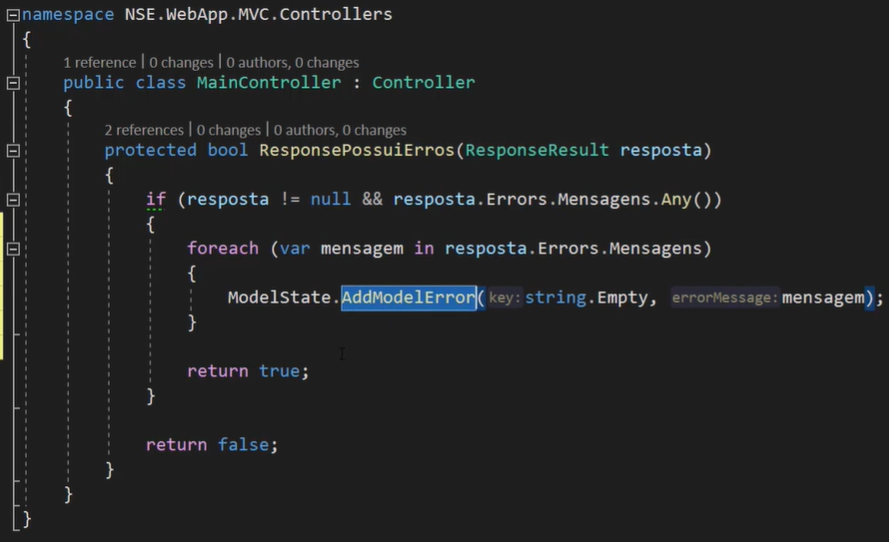 namespace NSE.WebApp.MVC.Controllers
{
1 reference | 0 changes | 0 authors, 0 changes
public class MainController : Controller
{
2 references | 0 changes | 0 authors, 0 changes
protected bool ResponsePossuiErros(ResponseResult resposta)
{
if (resposta != null && resposta.Errors.Mensagens.Any())
{
foreach (var mensagem in resposta.Errors.Mensagens)
{
ModelState.AddModelError(key:string.Empty, errorMessage:mensagem);
}
return true;
}
return false;
}
}
}